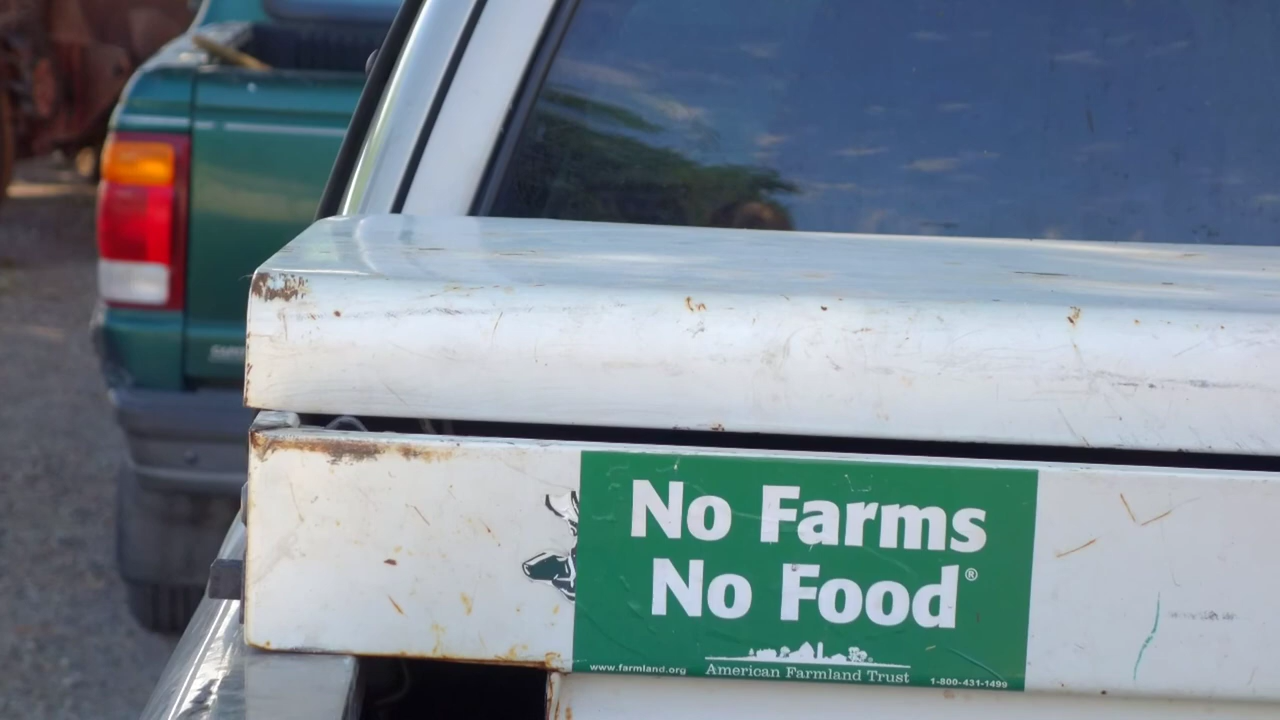 No Farms
No Food®
www.farmland.org
American Farmland Trust
1-800-431-1499